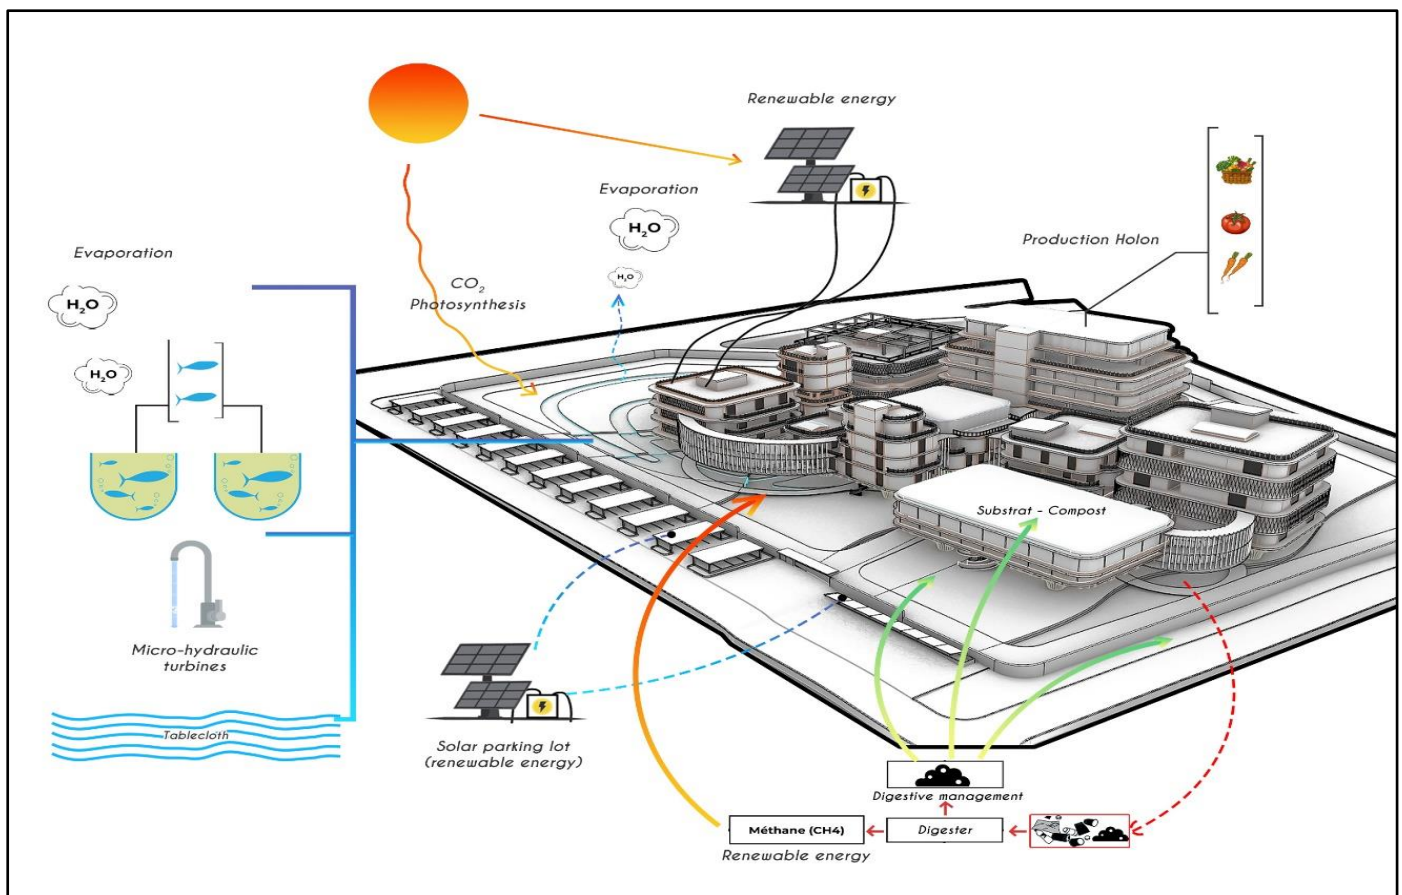 Renewable energy
Evaporation
H2O
H2O
Production Holon
Evaporation
H2O
H2O
CO2
Photosynthesis
Substrat - Compost
Micro-hydraulic
turbines
Tablecloth
Solar parking lot
(renewable energy)
Digestive management
Méthane (CH4)
Digester
Renewable energy